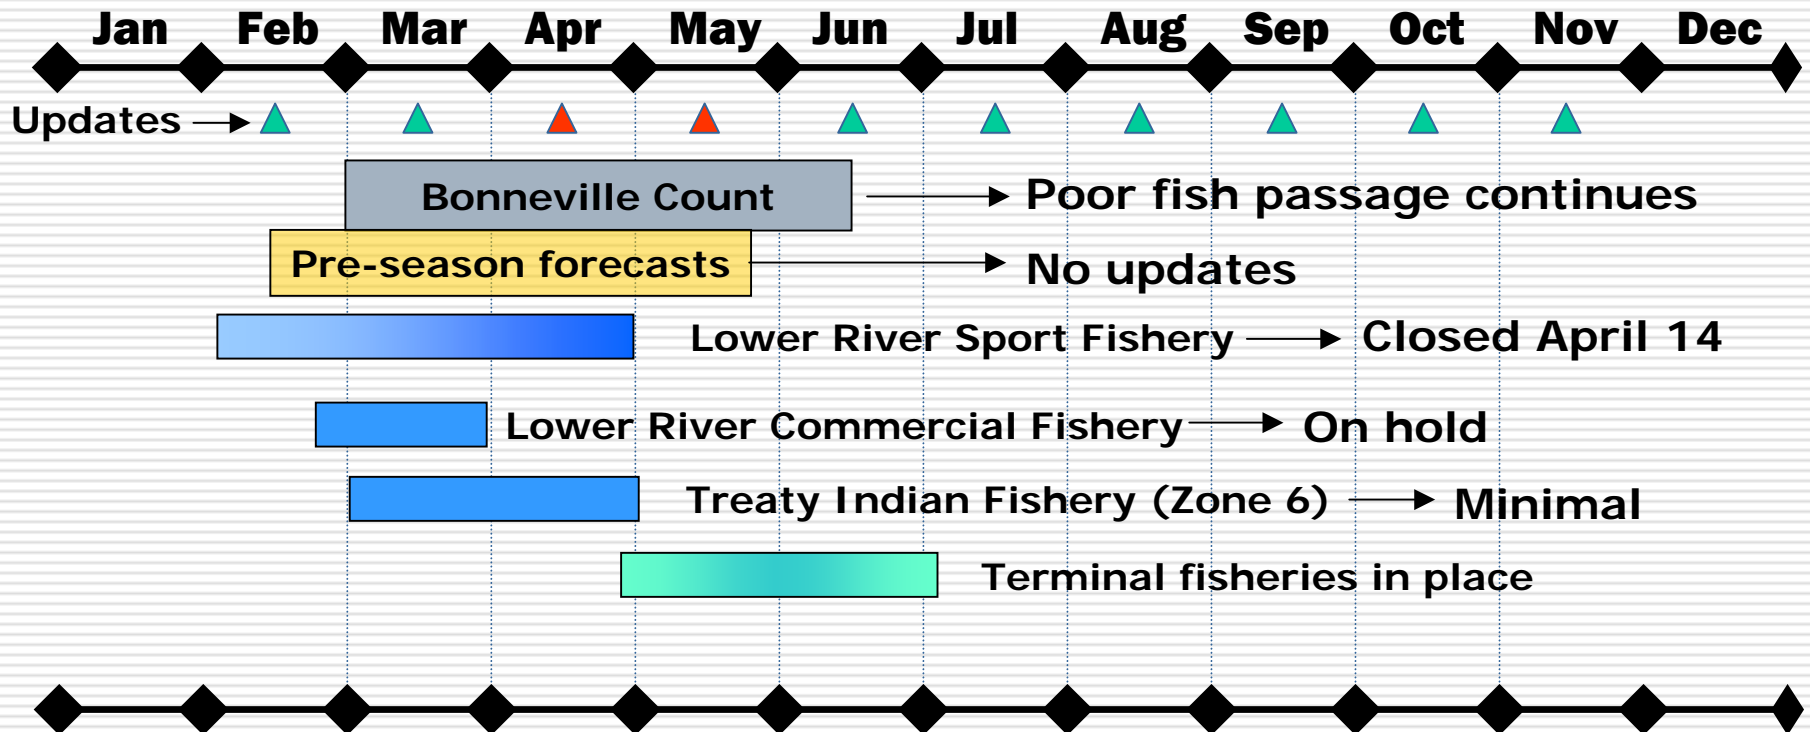 Jan Feb Mar Apr May Jun Jul Aug Sep Oct Nov Dec
Updates
Bonneville Count Poor fish passage continues
Pre-season forecasts No updates
Lower River Sport Fishery Closed April 14
Lower River Commercial Fishery On hold
Treaty Indian Fishery (Zone 6) Minimal
Terminal fisheries in place